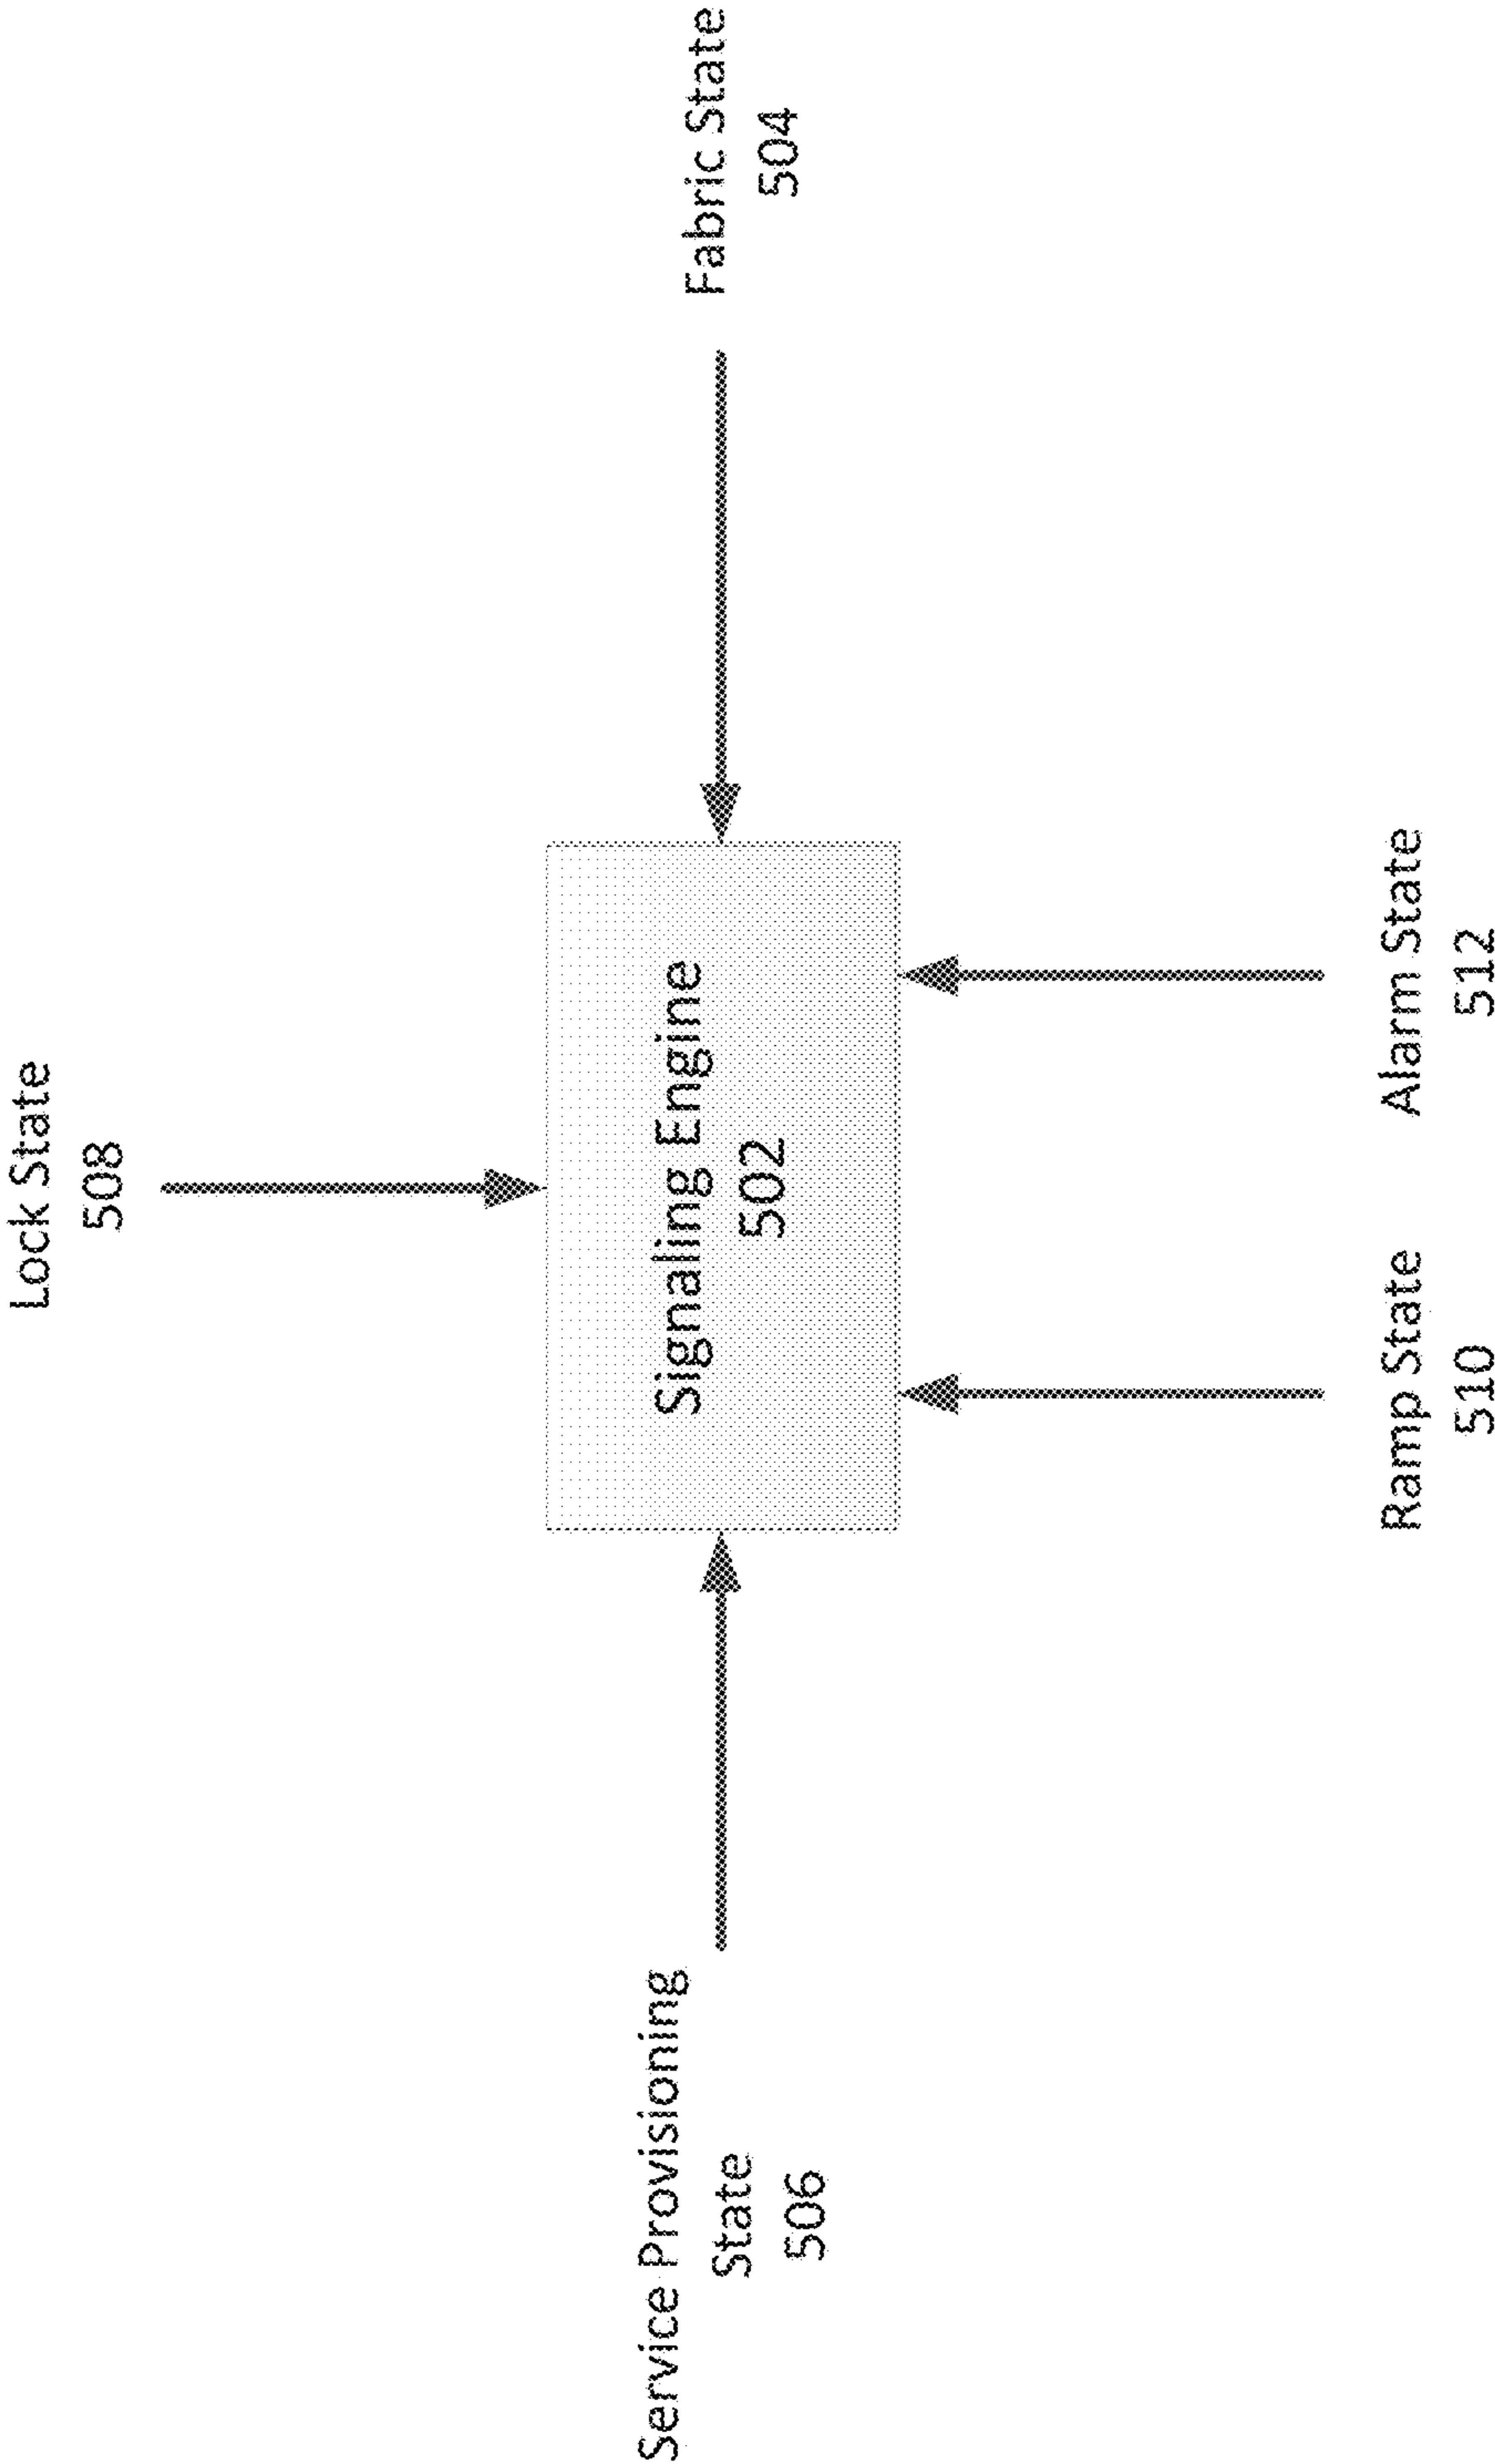 Lock State
508
Service Provisioning
State
506
Signaling Engine
502
Fabric State
504
Ramp State
510
Alarm State
512